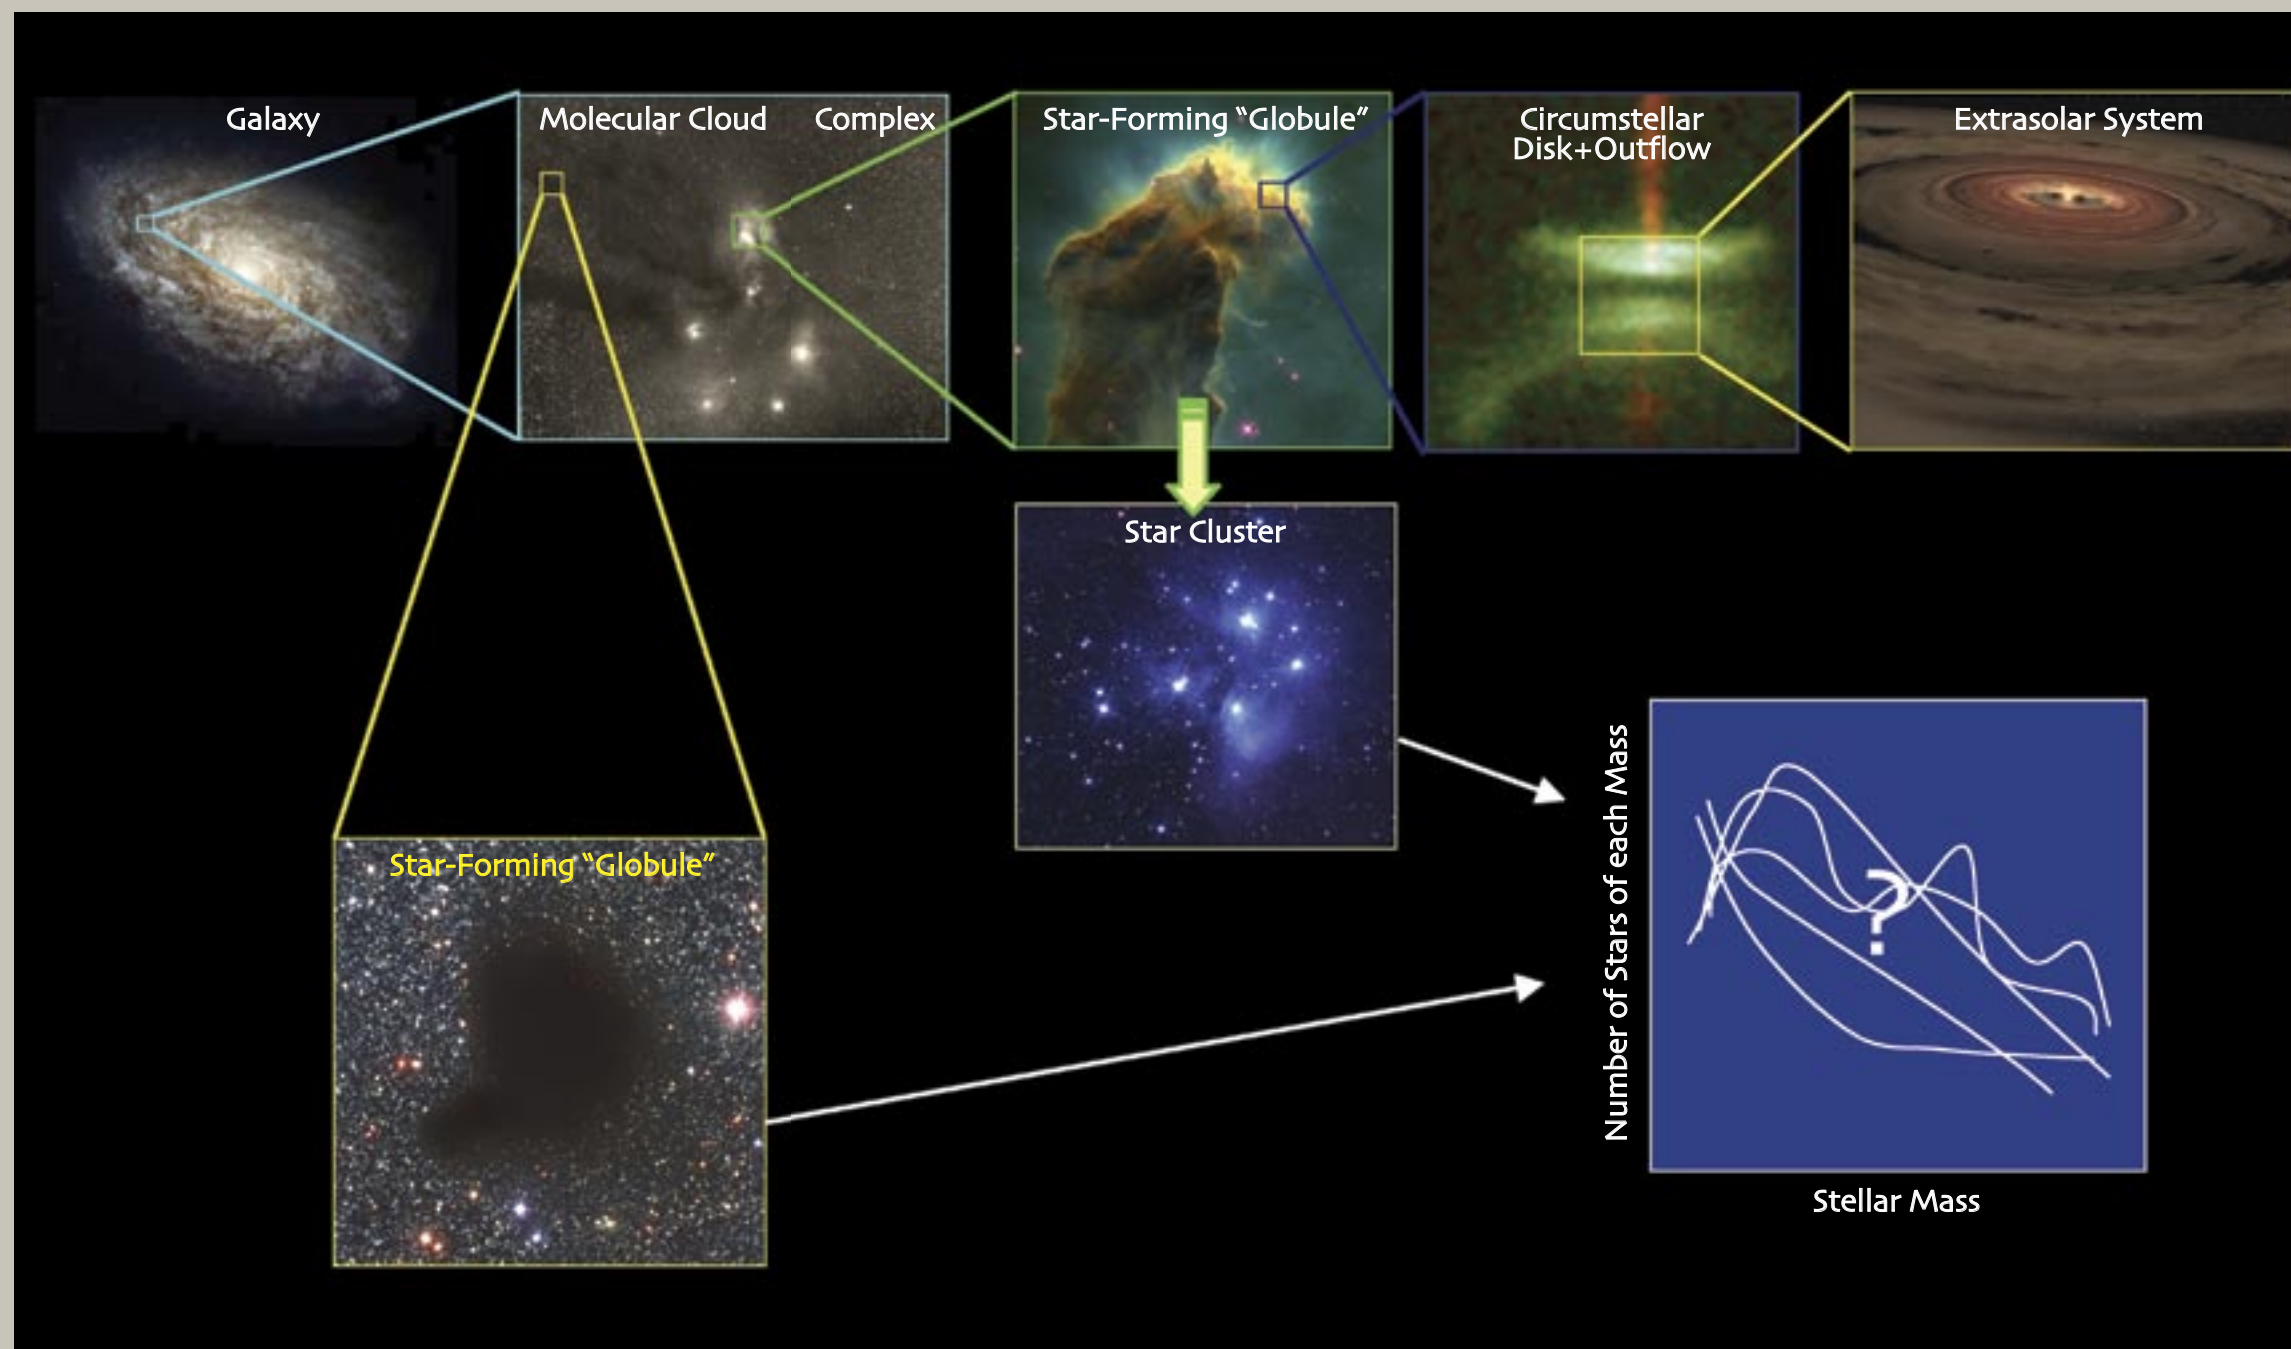 Galaxy
Molecular Cloud Complex
Star-Forming “Globule”
Circumstellar
Disk+Outflow
Extrasolar System
Star Cluster
Star-Forming “Globule”
Number of Stars of each Mass
?
Stellar Mass